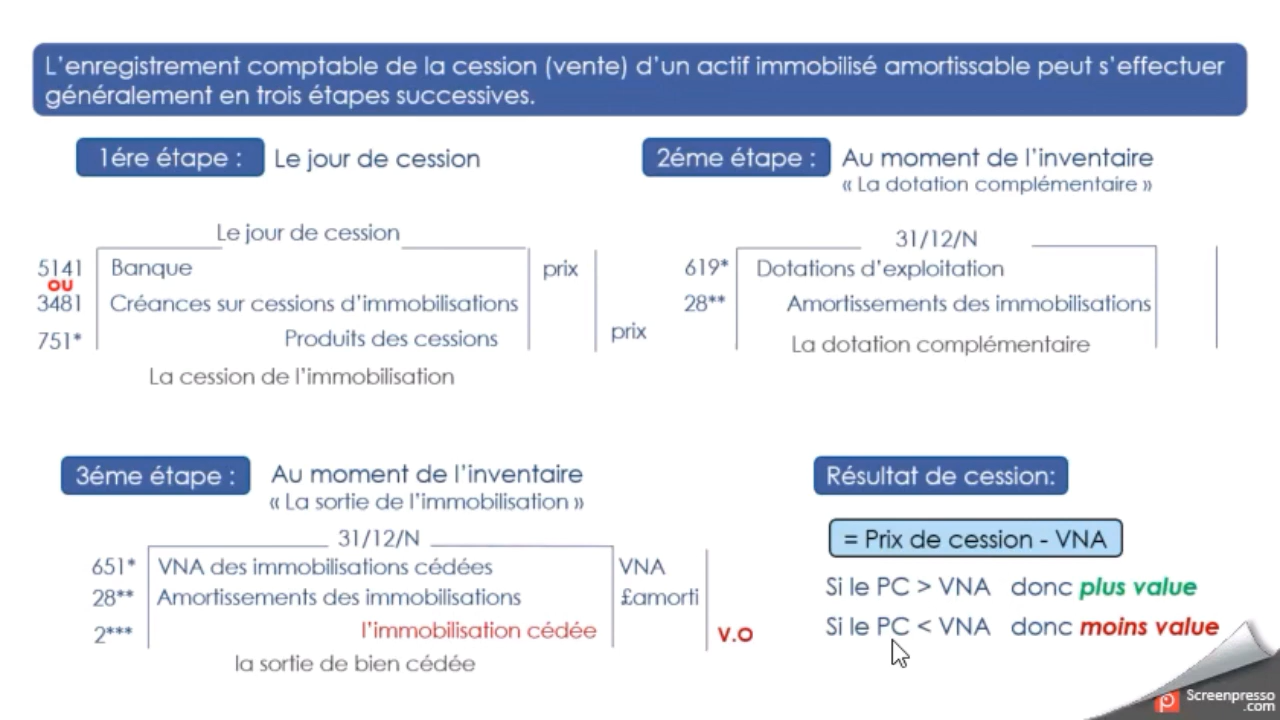 L'enregistrement comptable de la cession (vente) d'un actif immobilisé amortissable peut s'effectuer
généralement en trois étapes successives.
1ére étape : Le jour de cession
Le jour de cession
5141 Banque prix
ou
3481 Créances sur cessions d'immobilisations
751* Produits des cessions prix
La cession de l'immobilisation
2éme étape : Au moment de l'inventaire
« La dotation complémentaire »
31/12/N
619* Dotations d'exploitation
28** Amortissements des immobilisations
La dotation complémentaire
3éme étape : Au moment de l'inventaire
« La sortie de l'immobilisation »
31/12/N
651* VNA des immobilisations cédées VNA
28** Amortissements des immobilisations £amorti
2*** l'immobilisation cédée v.o
la sortie de bien cédée
Résultat de cession:
= Prix de cession - VNA
Si le PC > VNA donc plus value
Si le PC < VNA donc moins value
Screenpresso
.com